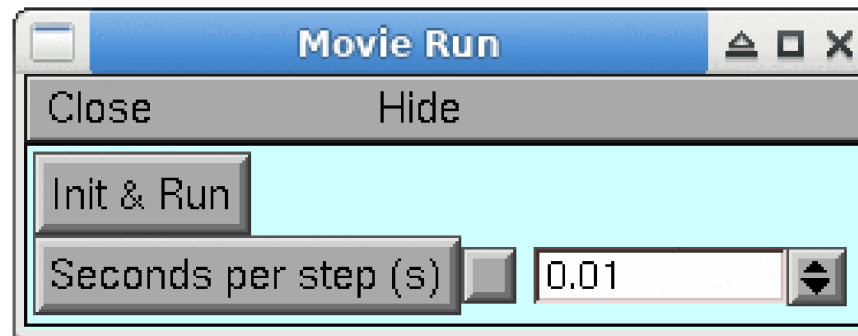 Movie Run
Close Hide
Init & Run
Seconds per step (s) 0.01